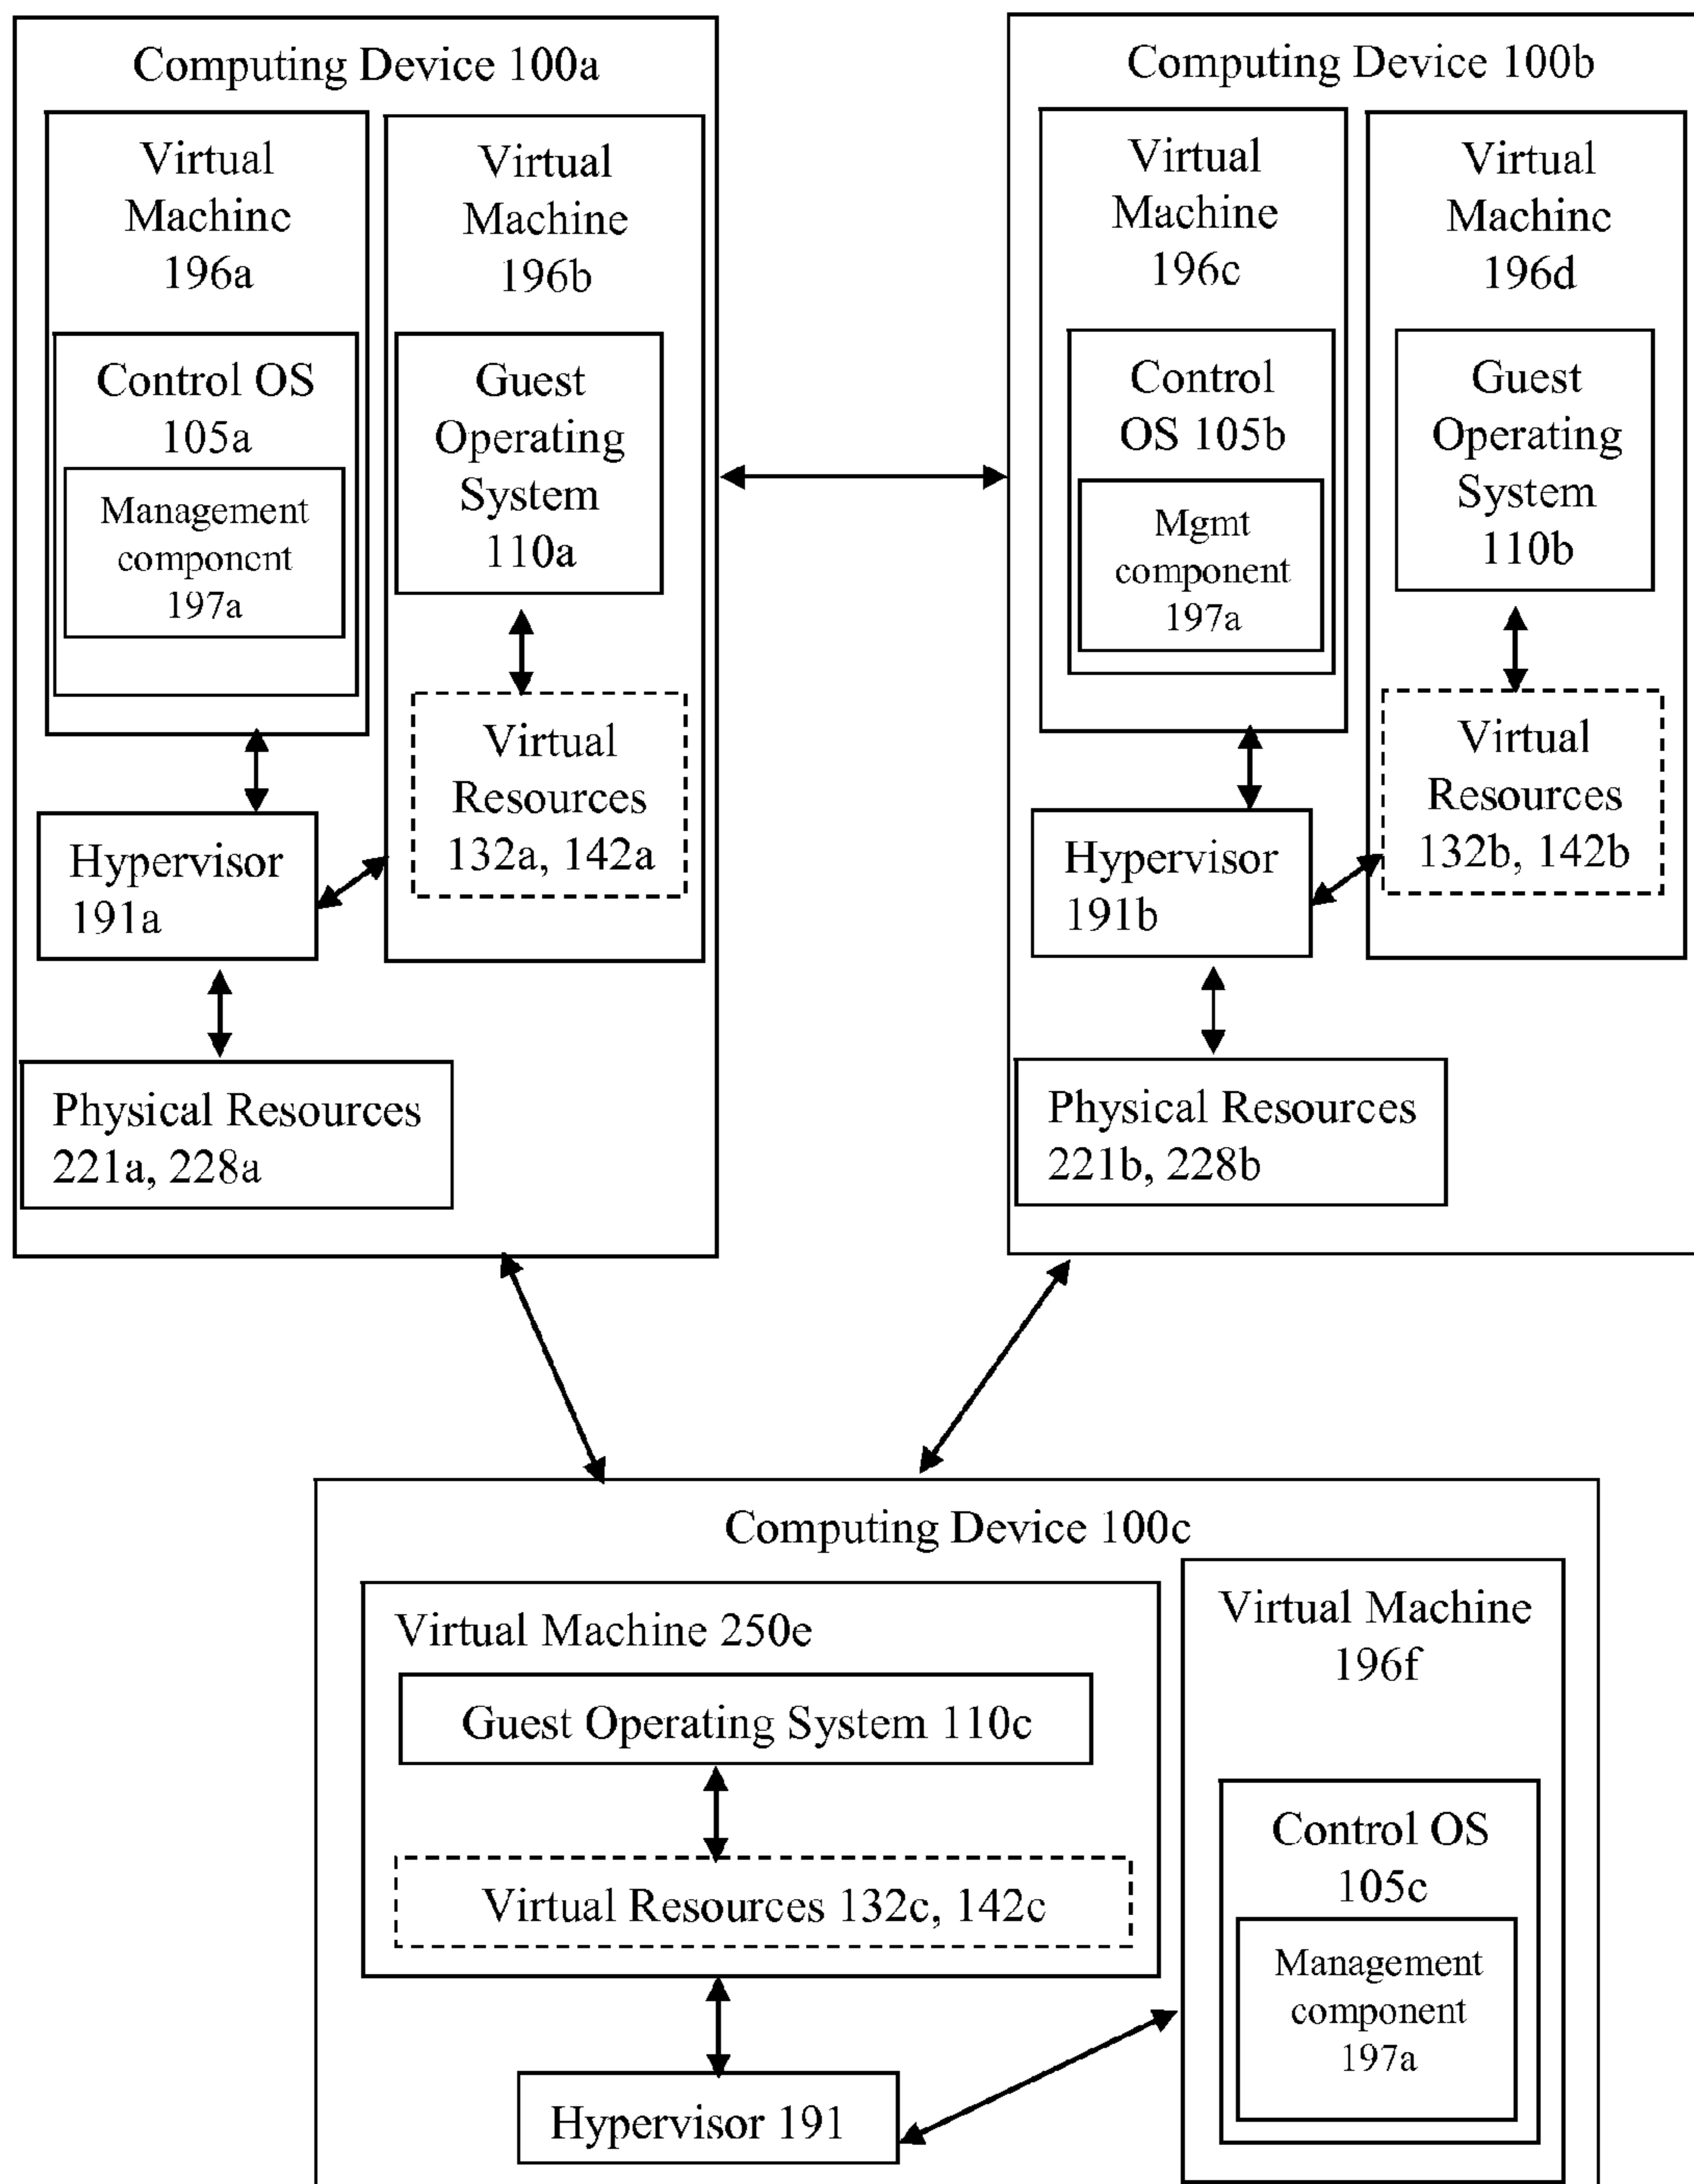 Computing Device 100a
Virtual
Machine
196a
Control OS
105a
Management
component
197a
Virtual
Machine
196b
Guest
Operating
System
110a
Virtual
Resources
132a, 142a
Hypervisor
191a
Physical Resources
221a, 228a
Computing Device 100b
Virtual
Machine
196c
Control
OS 105b
Mgmt
component
197a
Virtual
Machine
196d
Guest
Operating
System
110b
Virtual
Resources
132b, 142b
Hypervisor
191b
Physical Resources
221b, 228b
Computing Device 100c
Virtual Machine 250e
Guest Operating System 110c
Virtual Resources 132c, 142c
Hypervisor 191
Virtual Machine
196f
Control OS
105c
Management
component
197a